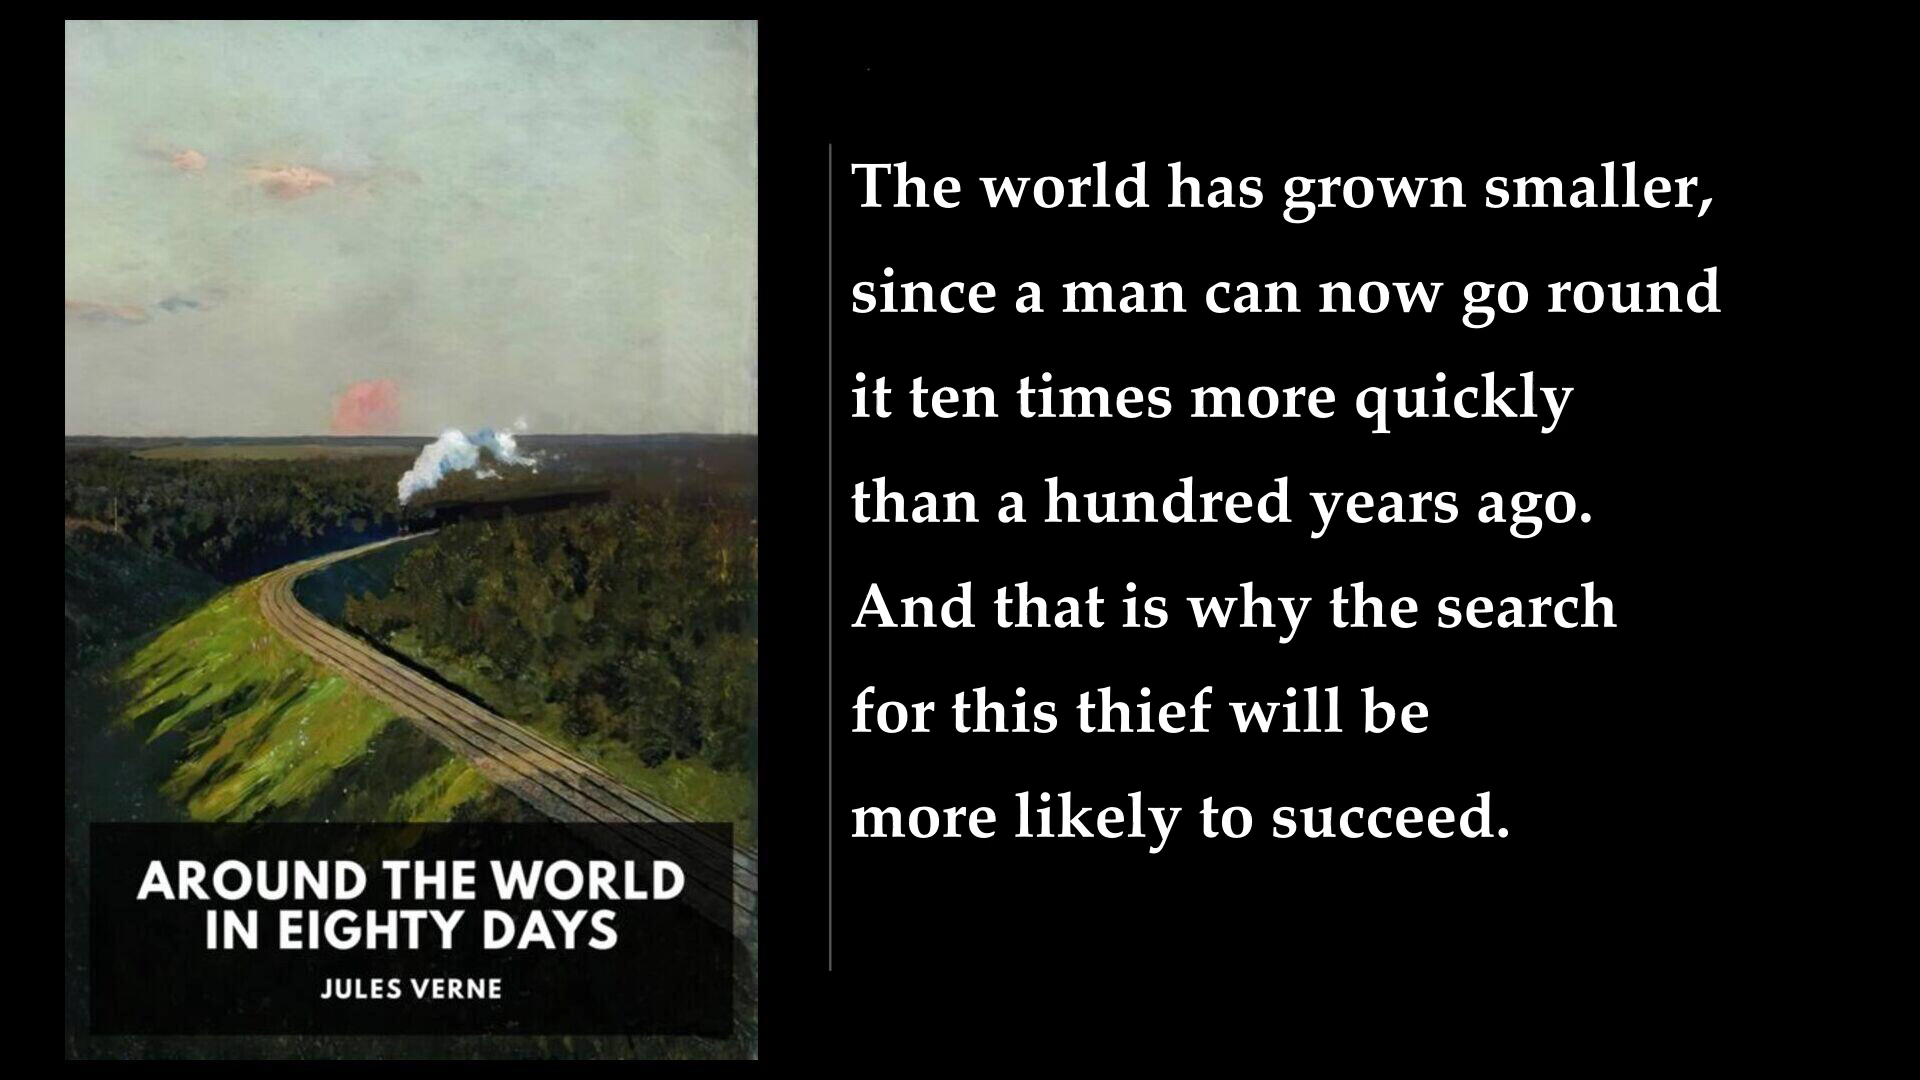 AROUND THE WORLD
IN EIGHTY DAYS
JULES VERNE
The world has grown smaller,
since a man can now go round
it ten times more quickly
than a hundred years ago.
And that is why the search
for this thief will be
more likely to succeed.